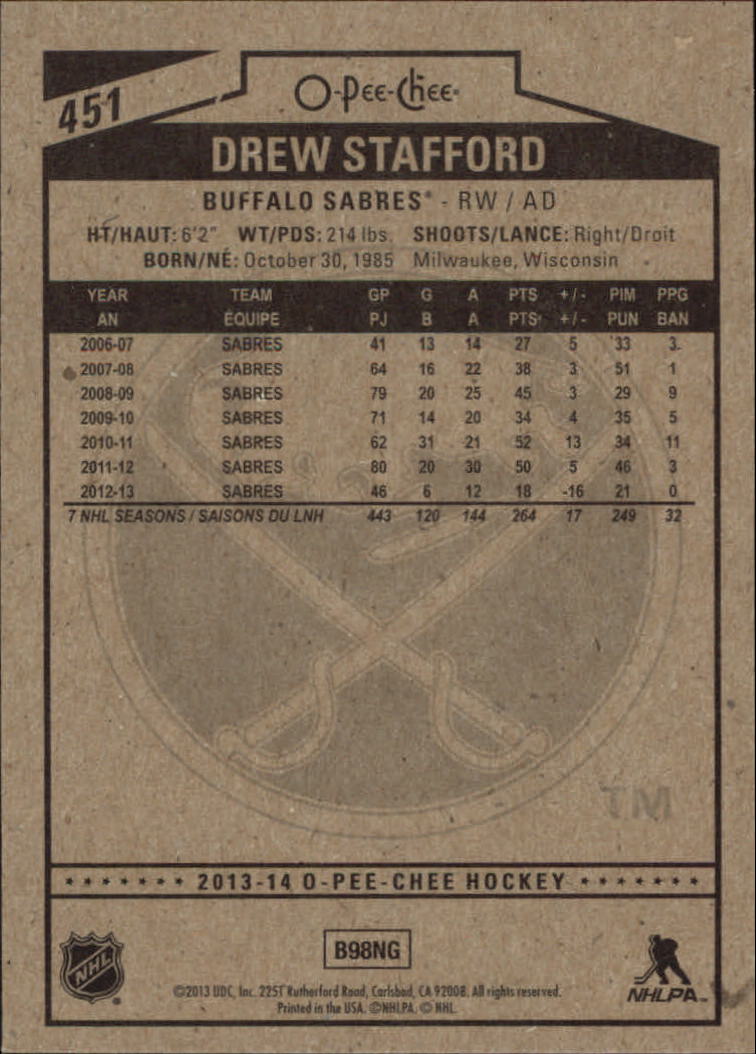 451
O-Pee-Chee®
DREW STAFFORD
BUFFALO SABRES® - RW / AD
HT/HAUT: 6'2" WT/PDS: 214 lbs. SHOOTS/LANCE: Right/Droit
BORN/NÉ: October 30, 1985 Milwaukee, Wisconsin
YEAR TEAM GP G A PTS +/- PIM PPG
AN ÉQUIPE PJ B A PTS +/- PUN BAN
2006-07 SABRES 41 13 14 27 5 33 3
2007-08 SABRES 64 16 22 38 3 51 1
2008-09 SABRES 79 20 25 45 3 29 9
2009-10 SABRES 71 14 20 34 4 35 5
2010-11 SABRES 62 31 21 52 13 34 11
2011-12 SABRES 80 20 30 50 5 46 3
2012-13 SABRES 46 6 12 18 -16 21 0
7 NHL SEASONS / SAISONS DU LNH 443 120 144 264 17 249 32
TM
2013-14 O-PEE-CHEE HOCKEY
B98NG
NHL
©2013 UDC, Inc. 2251 Rutherford Road, Carlsbad, CA 92008. All rights reserved.
Printed in the USA. ©NHLPA. © NHL.
NHLPA™